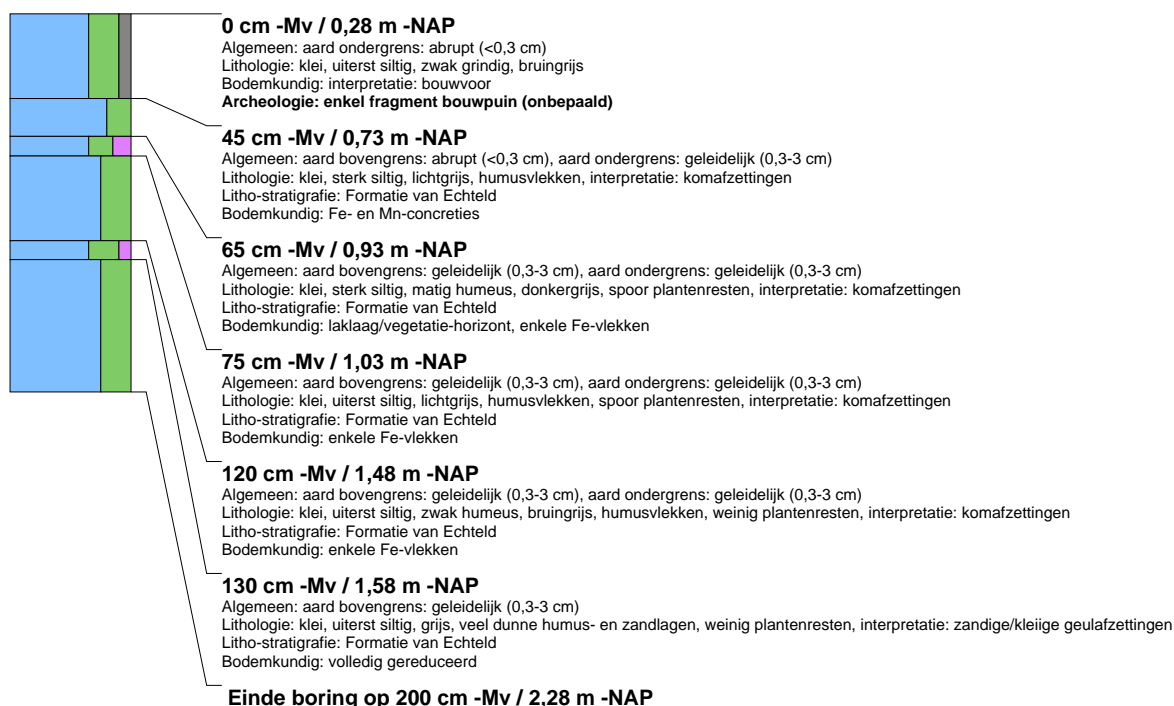 0 cm -Mv / 0,28 m -NAP
Algemeen: aard ondergrens: abrupt (<0,3 cm)
Lithologie: klei, uiterst siltig, zwak grindig, bruingrijs
Bodemkundig: interpretatie: bouwvoor
Archeologie: enkel fragment bouwpuin (onbepaald)
45 cm -Mv / 0,73 m -NAP
Algemeen: aard bovengrens: abrupt (<0,3 cm), aard ondergrens: geleidelijk (0,3-3 cm)
Lithologie: klei, sterk siltig, lichtgrijs, humusvlekken, interpretatie: komafzettingen
Litho-stratigrafie: Formatie van Echteld
Bodemkundig: Fe- en Mn-concreties
65 cm -Mv / 0,93 m -NAP
Algemeen: aard bovengrens: geleidelijk (0,3-3 cm), aard ondergrens: geleidelijk (0,3-3 cm)
Lithologie: klei, sterk siltig, matig humeus, donkergrijs, spoor plantenresten, interpretatie: komafzettingen
Litho-stratigrafie: Formatie van Echteld
Bodemkundig: laklaag/vegetatie-horizont, enkele Fe-vlekken
75 cm -Mv / 1,03 m -NAP
Algemeen: aard bovengrens: geleidelijk (0,3-3 cm), aard ondergrens: geleidelijk (0,3-3 cm)
Lithologie: klei, uiterst siltig, lichtgrijs, humusvlekken, spoor plantenresten, interpretatie: komafzettingen
Litho-stratigrafie: Formatie van Echteld
Bodemkundig: enkele Fe-vlekken
120 cm -Mv / 1,48 m -NAP
Algemeen: aard bovengrens: geleidelijk (0,3-3 cm), aard ondergrens: geleidelijk (0,3-3 cm)
Lithologie: klei, uiterst siltig, zwak humeus, bruingrijs, humusvlekken, weinig plantenresten, interpretatie: komafzettingen
Litho-stratigrafie: Formatie van Echteld
Bodemkundig: enkele Fe-vlekken
130 cm -Mv / 1,58 m -NAP
Algemeen: aard bovengrens: geleidelijk (0,3-3 cm)
Lithologie: klei, uiterst siltig, grijs, veel dunne humus- en zandlagen, weinig plantenresten, interpretatie: zandige/kleiige geulafzettingen
Litho-stratigrafie: Formatie van Echteld
Bodemkundig: volledig gereduceerd
Einde boring op 200 cm -Mv / 2,28 m -NAP